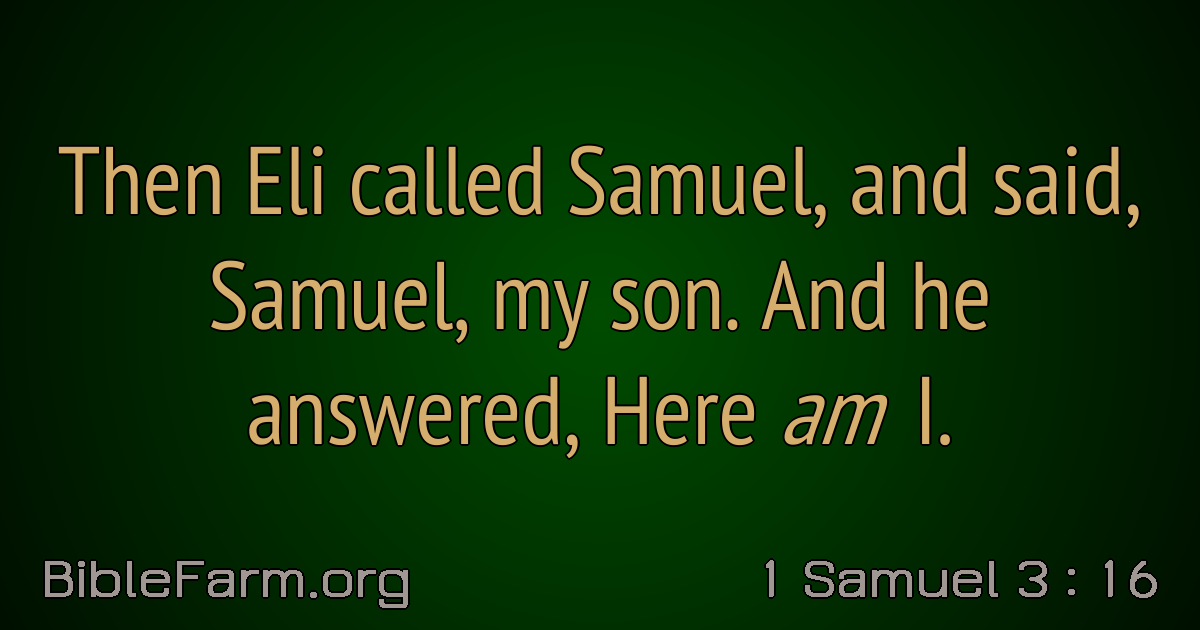 Then Eli called Samuel, and said,
Samuel, my son. And he
answered, Here am I.
BibleFarm.org
1 Samuel 3 : 16